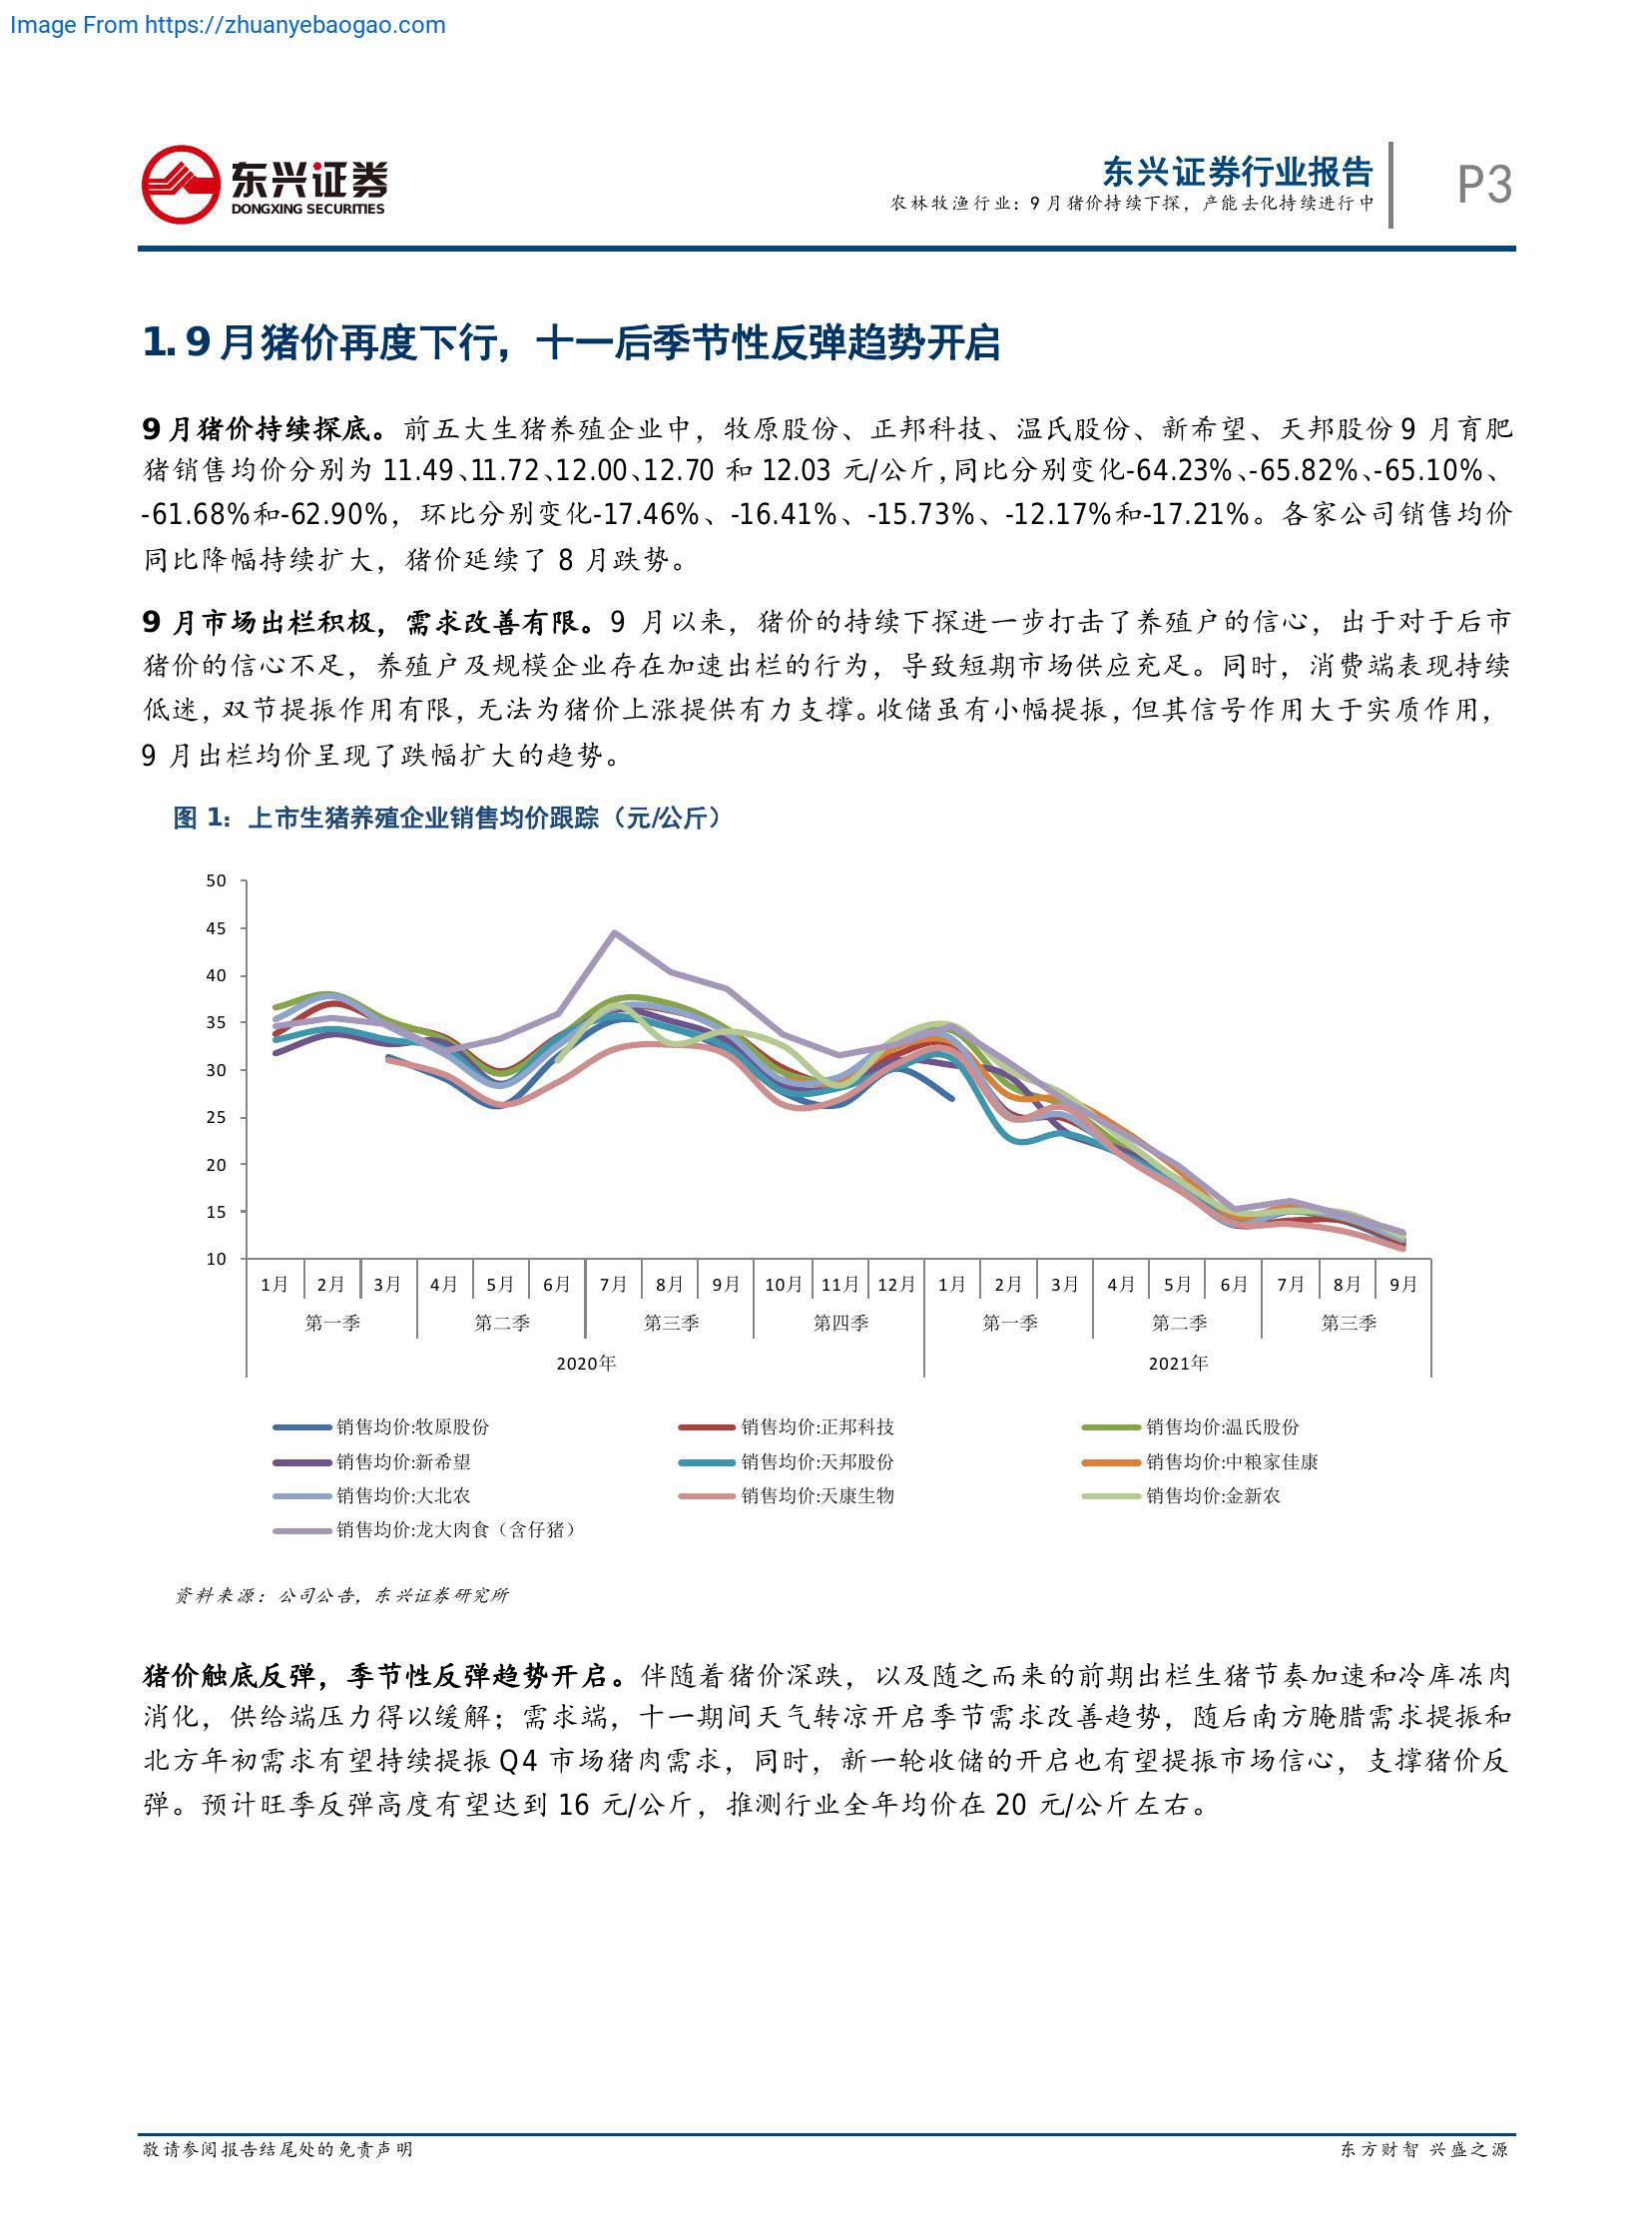 Image From https://zhuanyebaogao.com
东兴证券
DONGXING SECURITIES
东兴证券行业报告
农林牧渔行业：9 月猪价持续下探，产能去化持续进行中
P3
1. 9 月猪价再度下行，十一后季节性反弹趋势开启
9 月猪价持续探底。前五大生猪养殖企业中，牧原股份、正邦科技、温氏股份、新希望、天邦股份 9 月育肥
猪销售均价分别为 11.49、11.72、12.00、12.70 和 12.03 元/公斤，同比分别变化-64.23%、-65.82%、-65.10%、
-61.68%和-62.90%，环比分别变化-17.46%、-16.41%、-15.73%、-12.17%和-17.21%。各家公司销售均价
同比降幅持续扩大，猪价延续了 8 月跌势。
9 月市场出栏积极，需求改善有限。9 月以来，猪价的持续下探进一步打击了养殖户的信心，出于对于后市
猪价的信心不足，养殖户及规模企业存在加速出栏的行为，导致短期市场供应充足。同时，消费端表现持续
低迷，双节提振作用有限，无法为猪价上涨提供有力支撑。收储虽有小幅提振，但其信号作用大于实质作用，
9 月出栏均价呈现了跌幅扩大的趋势。
图 1：上市生猪养殖企业销售均价跟踪（元/公斤）
50
45
40
35
30
25
20
15
10
1月 2月 3月 4月 5月 6月 7月 8月 9月 10月 11月 12月 1月 2月 3月 4月 5月 6月 7月 8月 9月
第一季 第二季 第三季 第四季 第一季 第二季 第三季
2020年 2021年
销售均价:牧原股份 销售均价:正邦科技 销售均价:温氏股份
销售均价:新希望 销售均价:天邦股份 销售均价:中粮家佳康
销售均价:大北农 销售均价:天康生物 销售均价:金新农
销售均价:龙大肉食（含仔猪）
资料来源：公司公告，东兴证券研究所
猪价触底反弹，季节性反弹趋势开启。伴随着猪价深跌，以及随之而来的前期出栏生猪节奏加速和冷库冻肉
消化，供给端压力得以缓解；需求端，十一期间天气转凉开启季节需求改善趋势，随后南方腌腊需求提振和
北方年初需求有望持续提振 Q4 市场猪肉需求，同时，新一轮收储的开启也有望提振市场信心，支撑猪价反
弹。预计旺季反弹高度有望达到 16 元/公斤，推测行业全年均价在 20 元/公斤左右。
敬请参阅报告结尾处的免责声明
东方财智 兴盛之源